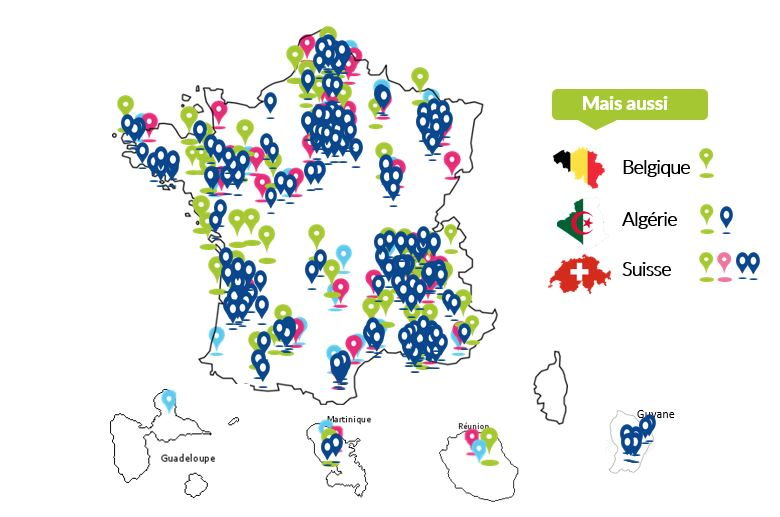 Mais aussi
Belgique
Algérie
Suisse
Martinique
Réunion
Guyane
Guadeloupe